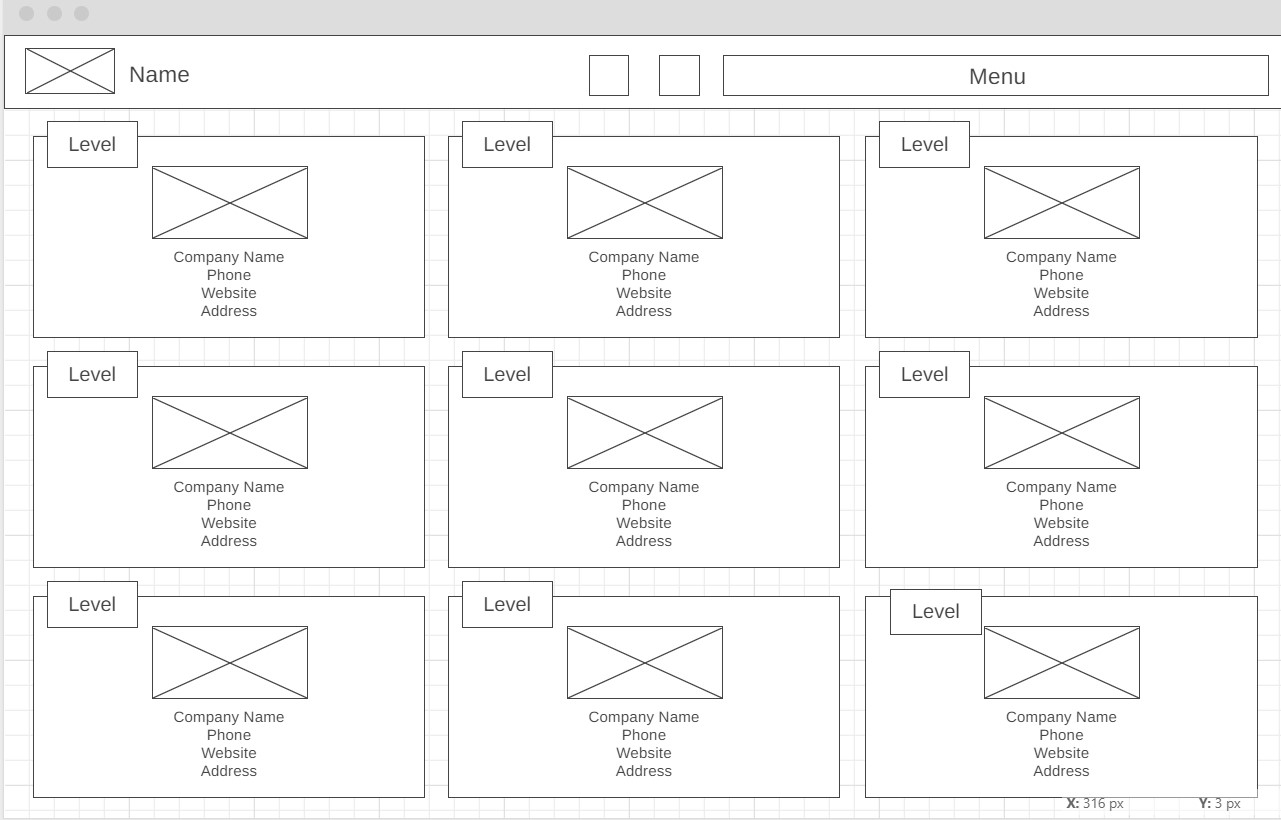 Name
Menu
Level
Level
Level
Company Name
Phone
Website
Address
Company Name
Phone
Website
Address
Company Name
Phone
Website
Address
Level
Level
Level
Company Name
Phone
Website
Address
Company Name
Phone
Website
Address
Company Name
Phone
Website
Address
Level
Level
Level
Company Name
Phone
Website
Address
Company Name
Phone
Website
Address
Company Name
Phone
Website
Address
X: 316 px Y: 3 px